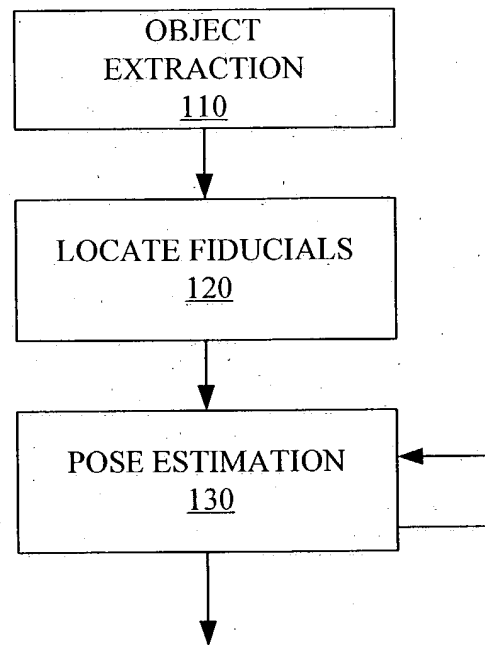 OBJECT
EXTRACTION
110
LOCATE FIDUCIALS
120
POSE ESTIMATION
130